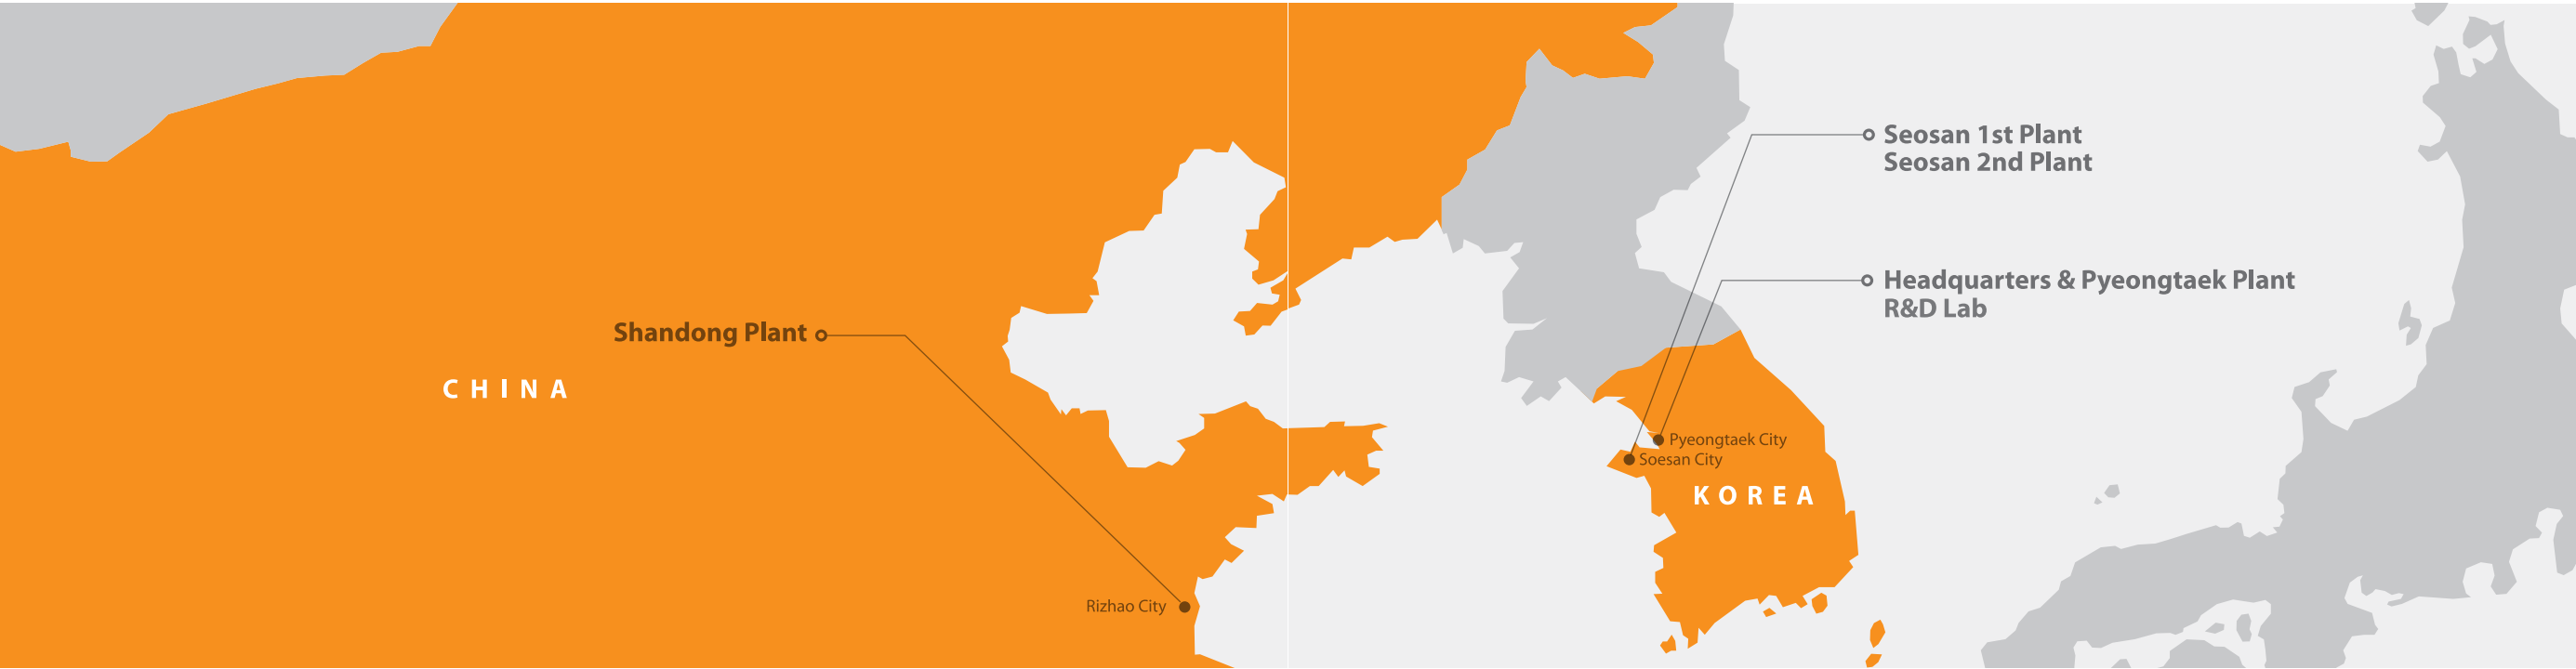 Seosan 1st Plant
Seosan 2nd Plant
Headquarters & Pyeongtaek Plant
R&D Lab
Shandong Plant
CHINA
Pyeongtaek City
Soesan City
KOREA
Rizhao City